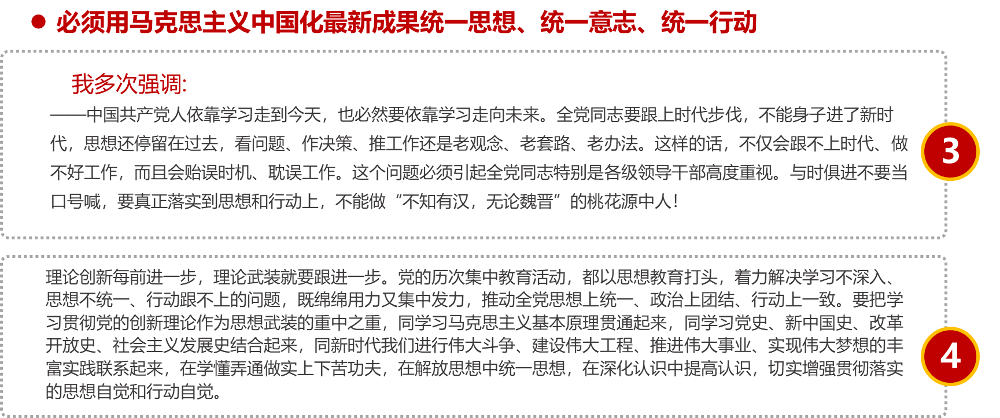 ● 必须用马克思主义中国化最新成果统一思想、统一意志、统一行动
我多次强调:
——中国共产党人依靠学习走到今天，也必然要依靠学习走向未来。全党同志要跟上时代步伐，不能身子进了新时
代，思想还停留在过去，看问题、作决策、推工作还是老观念、老套路、老办法。这样的话，不仅会跟不上时代、做
不好工作，而且会贻误时机、耽误工作。这个问题必须引起全党同志特别是各级领导干部高度重视。与时俱进不要当
口号喊，要真正落实到思想和行动上，不能做“不知有汉，无论魏晋”的桃花源中人！
3
理论创新每前进一步，理论武装就要跟进一步。党的历次集中教育活动，都以思想教育打头，着力解决学习不深入、
思想不统一、行动跟不上的问题，既绵绵用力又集中发力，推动全党思想上统一、政治上团结、行动上一致。要把学
习贯彻党的创新理论作为思想武装的重中之重，同学习马克思主义基本原理贯通起来，同学习党史、新中国史、改革
开放史、社会主义发展史结合起来，同新时代我们进行伟大斗争、建设伟大工程、推进伟大事业、实现伟大梦想的丰
富实践联系起来，在学懂弄通做实上下苦功夫，在解放思想中统一思想，在深化认识中提高认识，切实增强贯彻落实
的思想自觉和行动自觉。
4